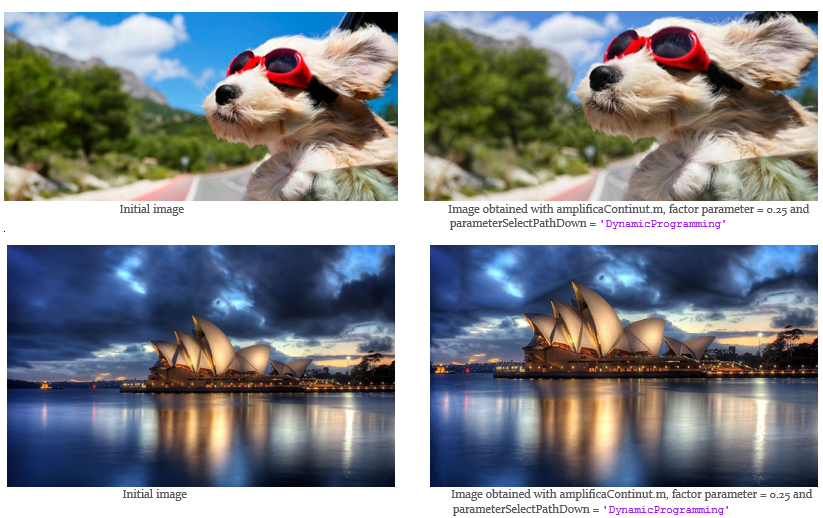 Initial image
Image obtained with amplificaContinut.m, factor parameter = 0.25 and
parameterSelectPathDown = 'DynamicProgramming'
Initial image
Image obtained with amplificaContinut.m, factor parameter = 0.25 and
parameterSelectPathDown = 'DynamicProgramming'